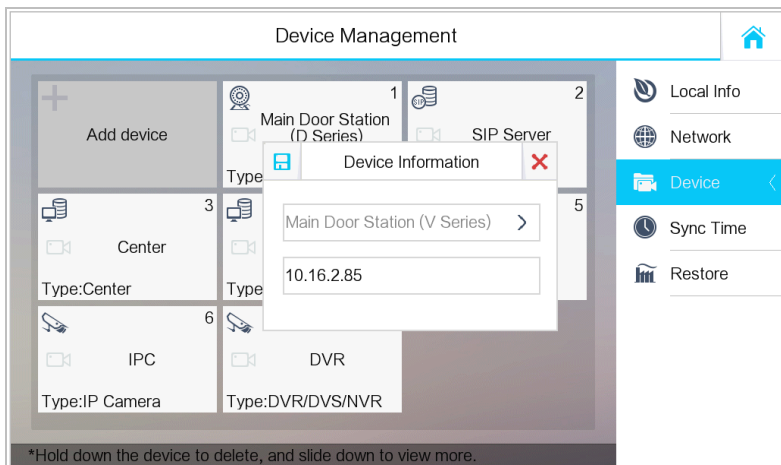 Device Management
Add device
1
Main Door Station
(D Series)
Type
SIP
2
SIP Server
3
Center
Type:Center
Type
5
6
IPC
Type:IP Camera
DVR
Type:DVR/DVS/NVR
Device Information
Main Door Station (V Series)
10.16.2.85
*Hold down the device to delete, and slide down to view more.
Local Info
Network
Device
Sync Time
Restore